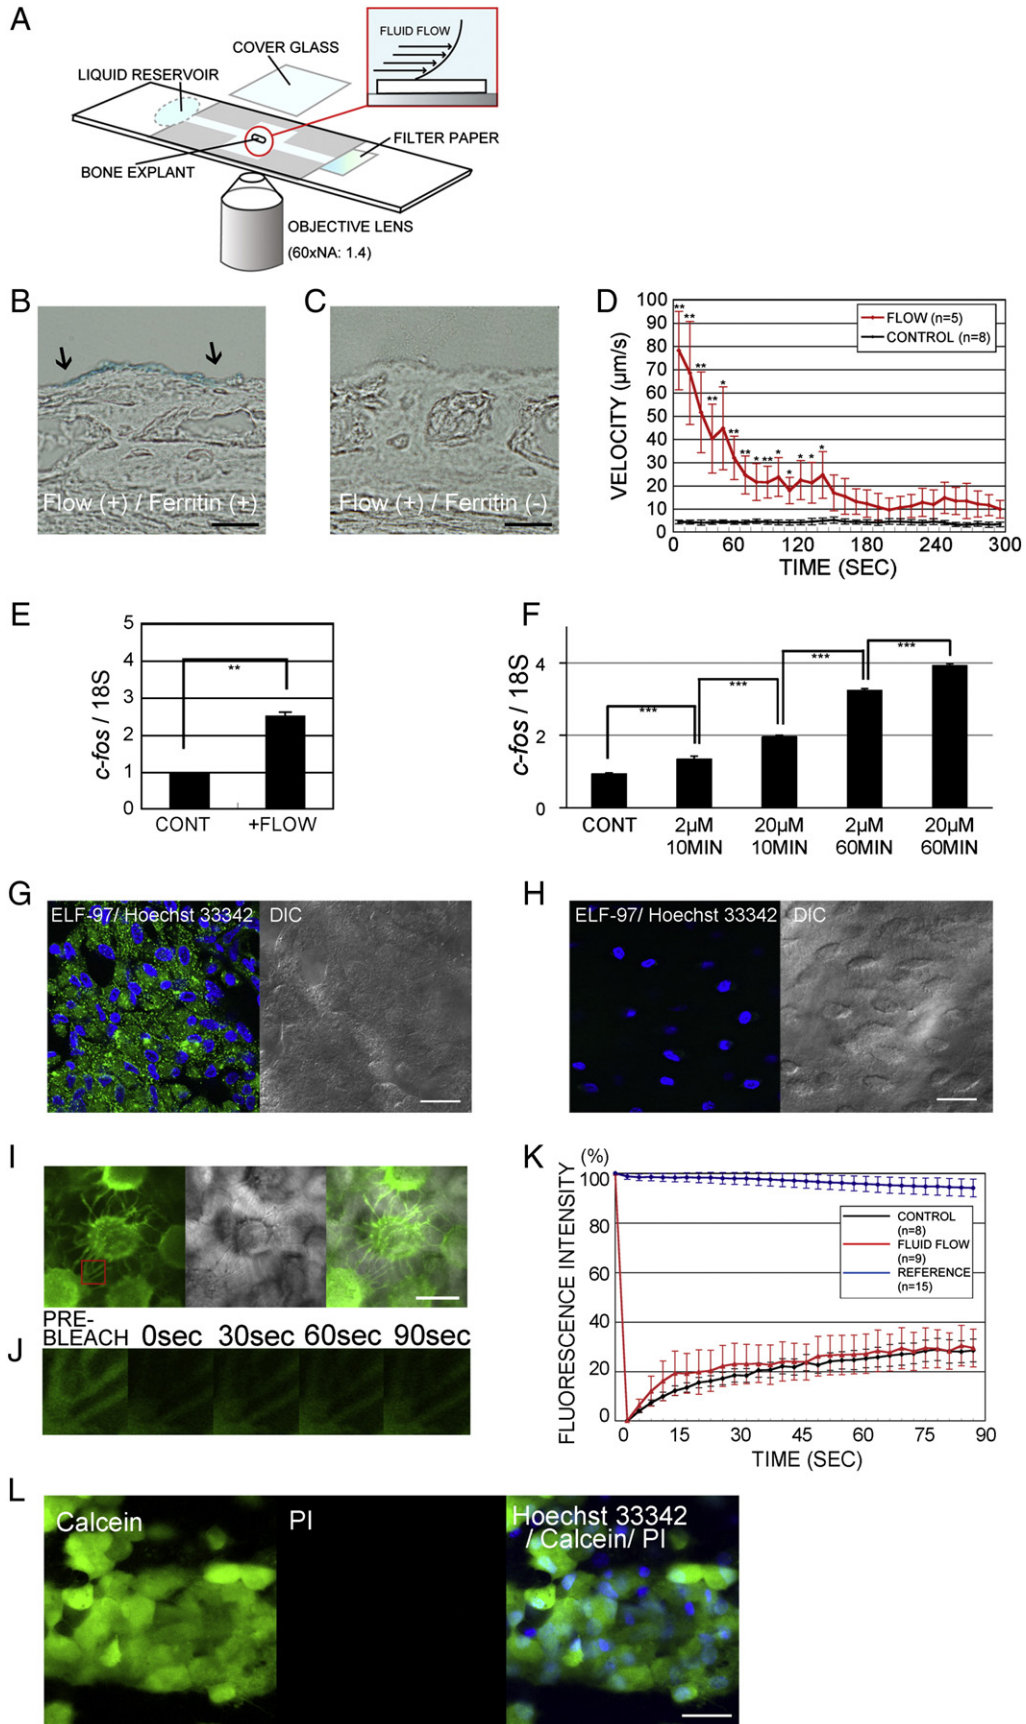 A
COVER GLASS
LIQUID RESERVOIR
FLUID FLOW
FILTER PAPER
BONE EXPLANT
OBJECTIVE LENS
(60xNA: 1.4)
B
Flow (+) / Ferritin (+)
C
Flow (+) / Ferritin (-)
D
VELOCITY (µm/s)
100
90
80
70
60
50
40
30
20
10
0
FLOW (n=5)
CONTROL (n=8)
** ** ** ** * ** ** * ** * * * * *
0 60 120 180 240 300
TIME (SEC)
E
c-fos / 18S
5
4
3
2
1
0
**
CONT +FLOW
F
c-fos / 18S
4
2
0
***
***
***
***
CONT 2µM 20µM 2µM 20µM
10MIN 10MIN 60MIN 60MIN
G
ELF-97/ Hoechst 33342 DIC
H
ELF-97/ Hoechst 33342 DIC
I
J
PRE-
BLEACH 0sec 30sec 60sec 90sec
K
FLUORESCENCE INTENSITY
(%)
100
80
60
40
20
0
CONTROL
(n=8)
FLUID FLOW
(n=9)
REFERENCE
(n=15)
0 15 30 45 60 75 90
TIME (SEC)
L
Calcein PI Hoechst 33342
/ Calcein/ PI